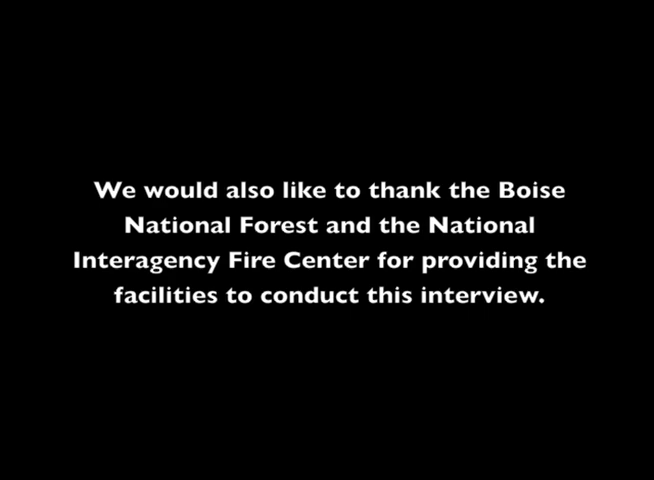 We would also like to thank the Boise
National Forest and the National
Interagency Fire Center for providing the
facilities to conduct this interview.